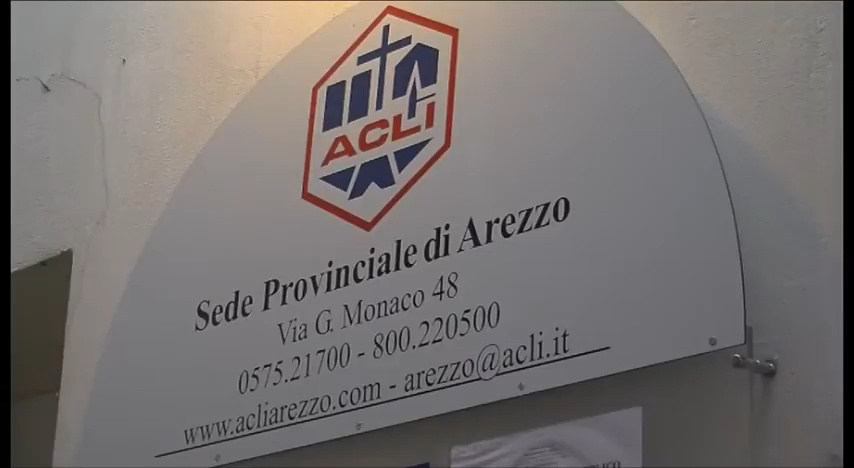 ACLI
Sede Provinciale di Arezzo
Via G. Monaco 48
0575.21700 - 800.220500
www.acliarezzo.com - arezzo@acli.it